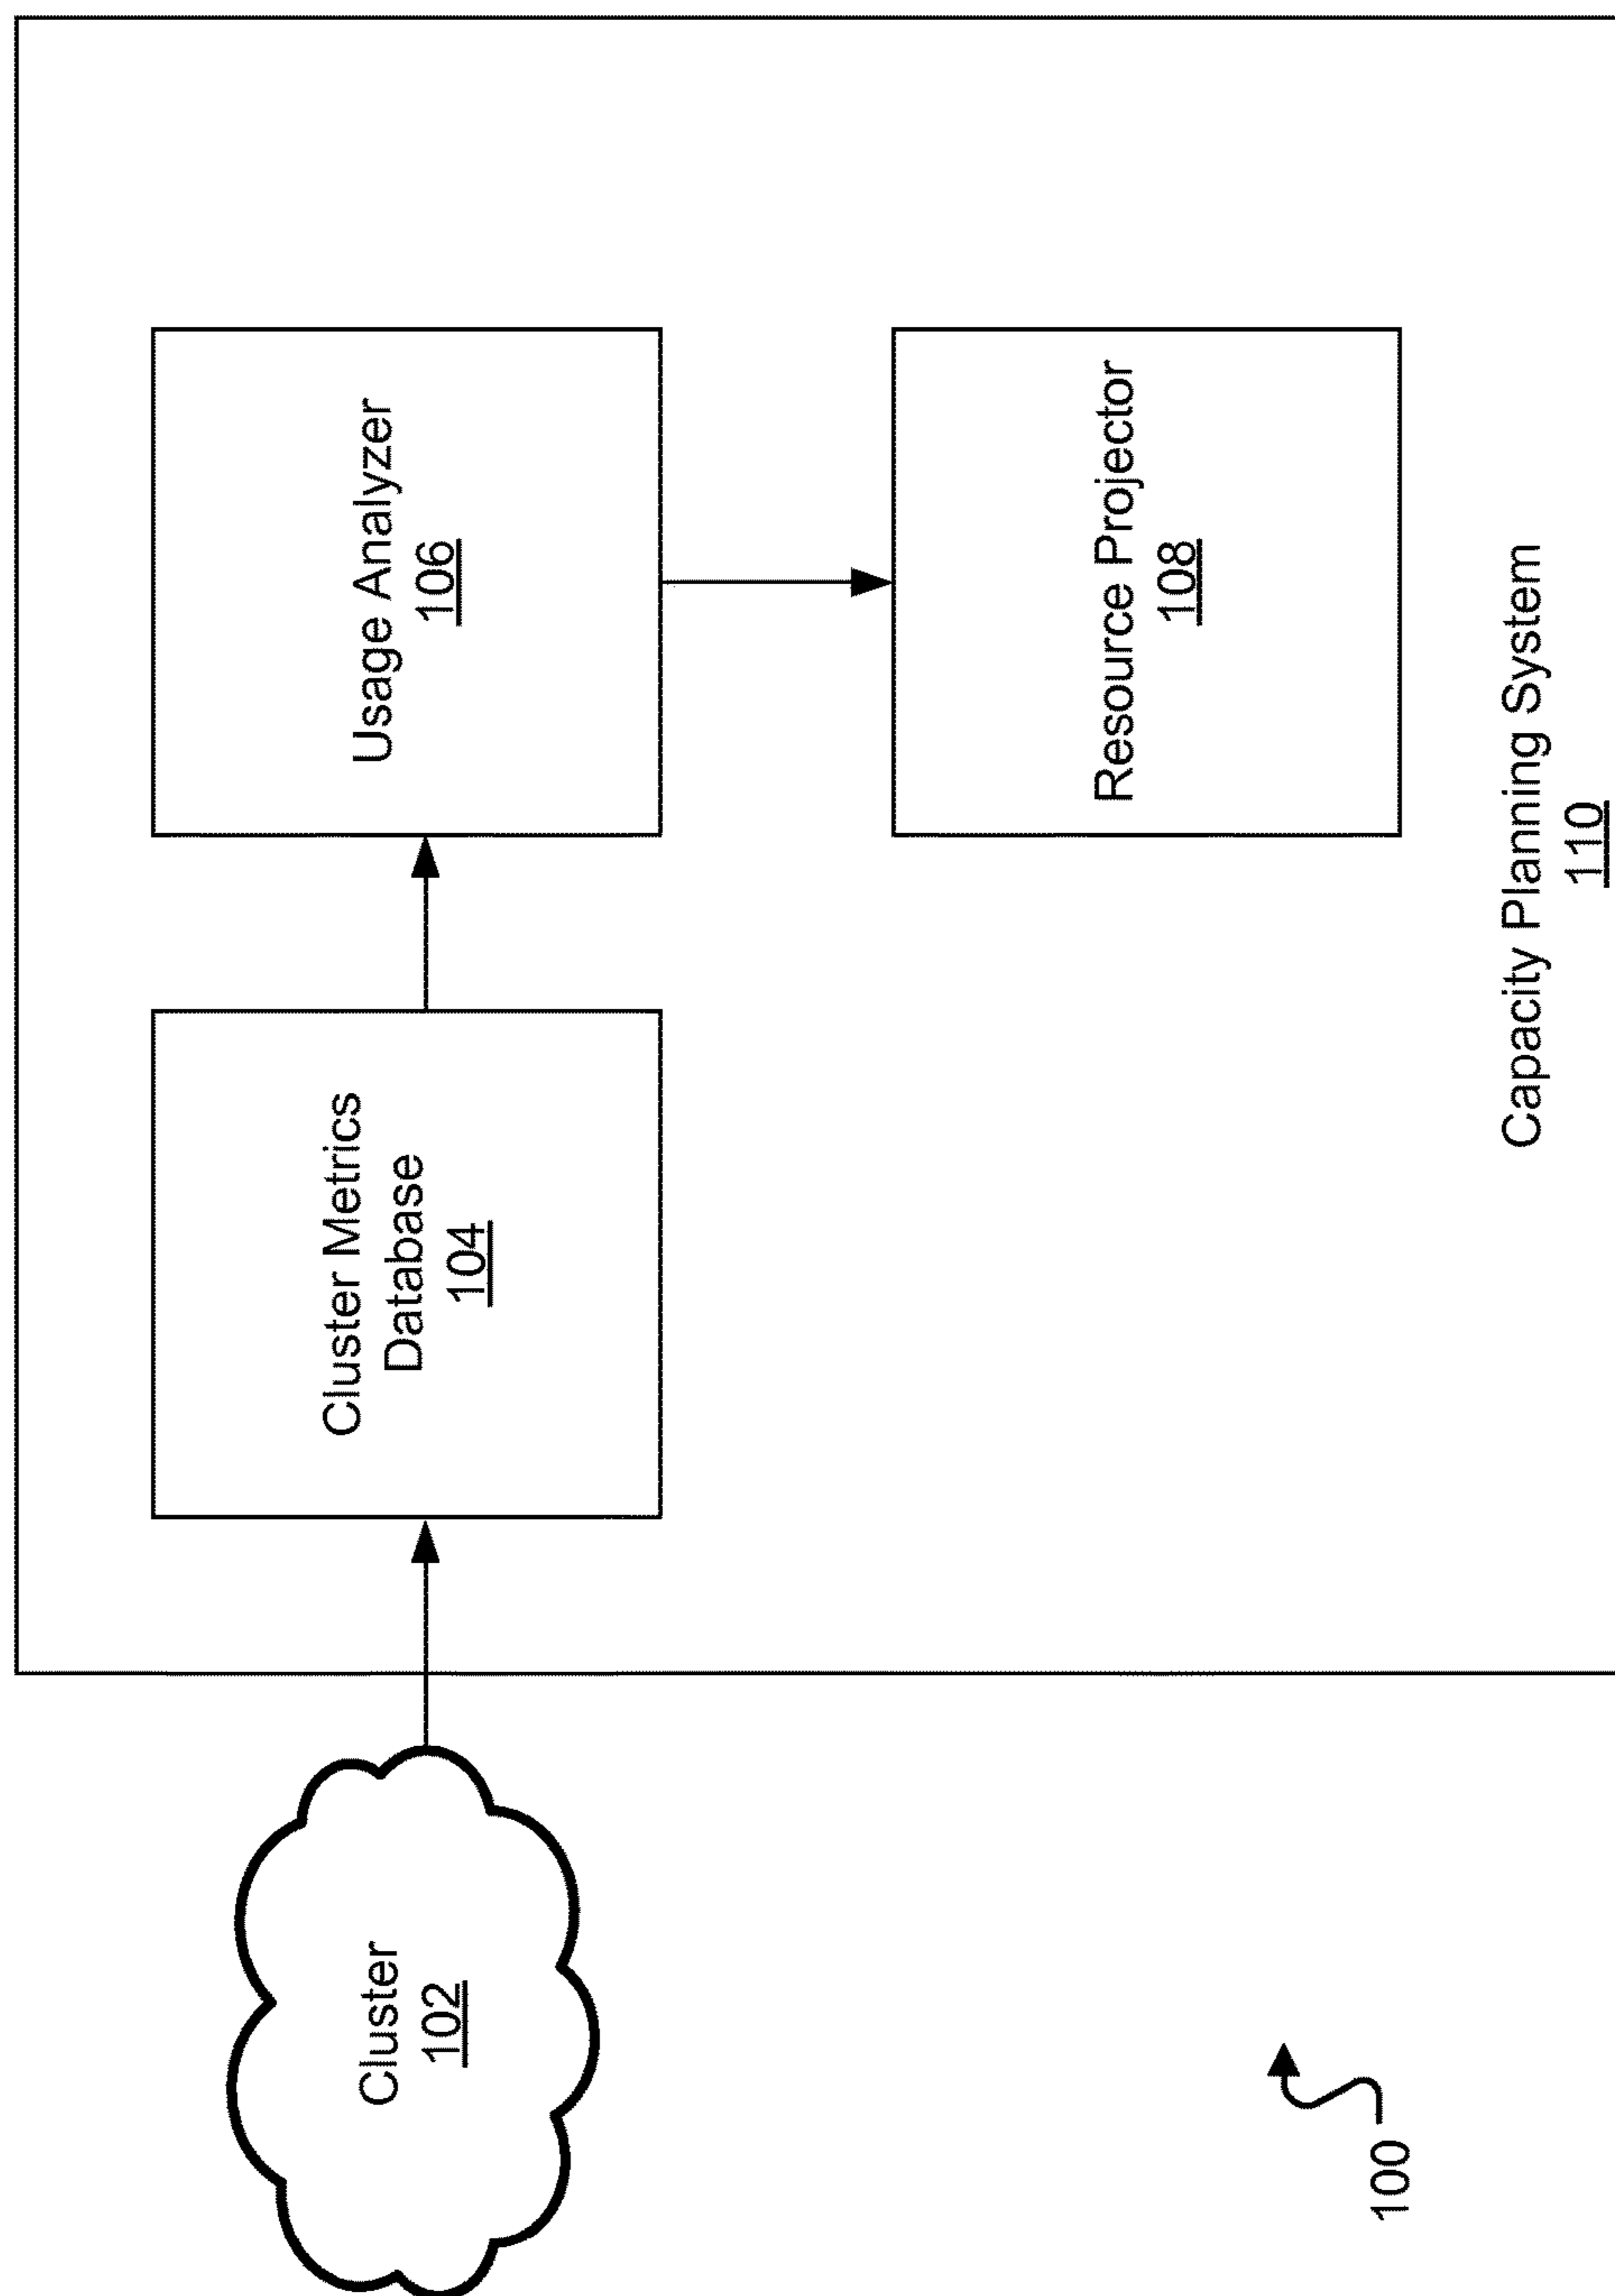 Cluster
102
Cluster Metrics
Database
104
Usage Analyzer
106
Resource Projector
108
Capacity Planning System
110
100